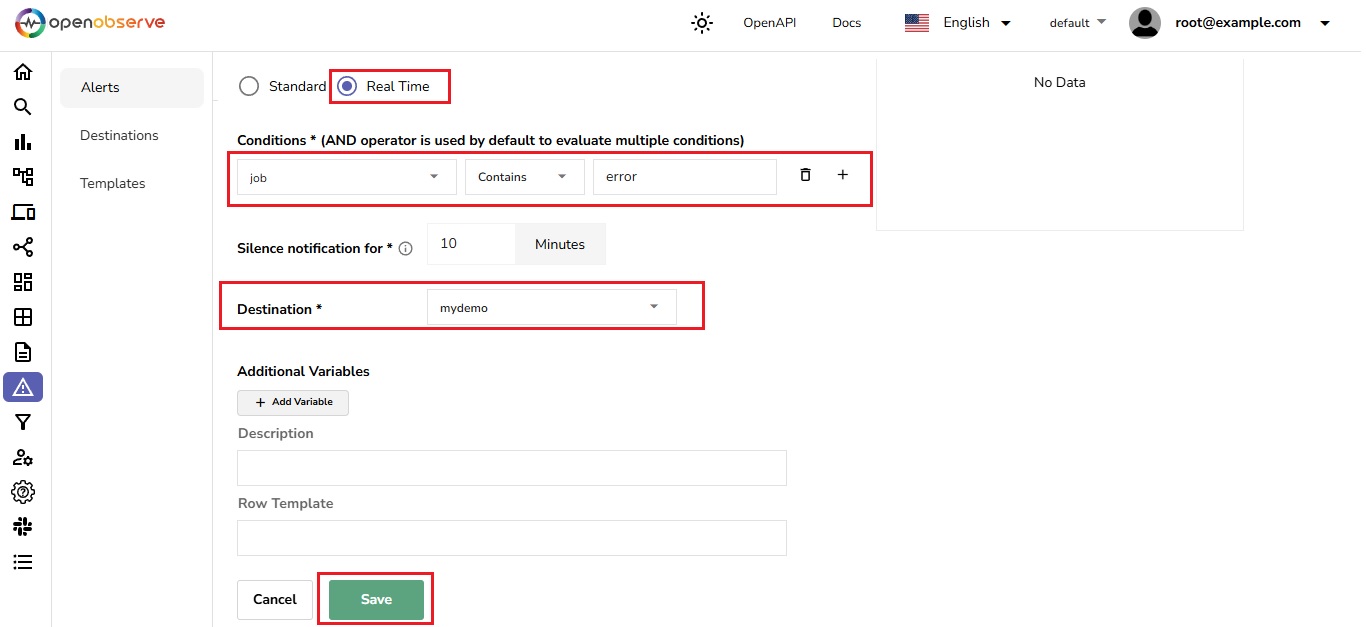 openobserve
OpenAPI
Docs
English
default
root@example.com
Alerts
Destinations
Templates
Standard
Real Time
No Data
Conditions * (AND operator is used by default to evaluate multiple conditions)
job
Contains
error
Silence notification for *
10
Minutes
Destination *
mydemo
Additional Variables
+ Add Variable
Description
Row Template
Cancel
Save